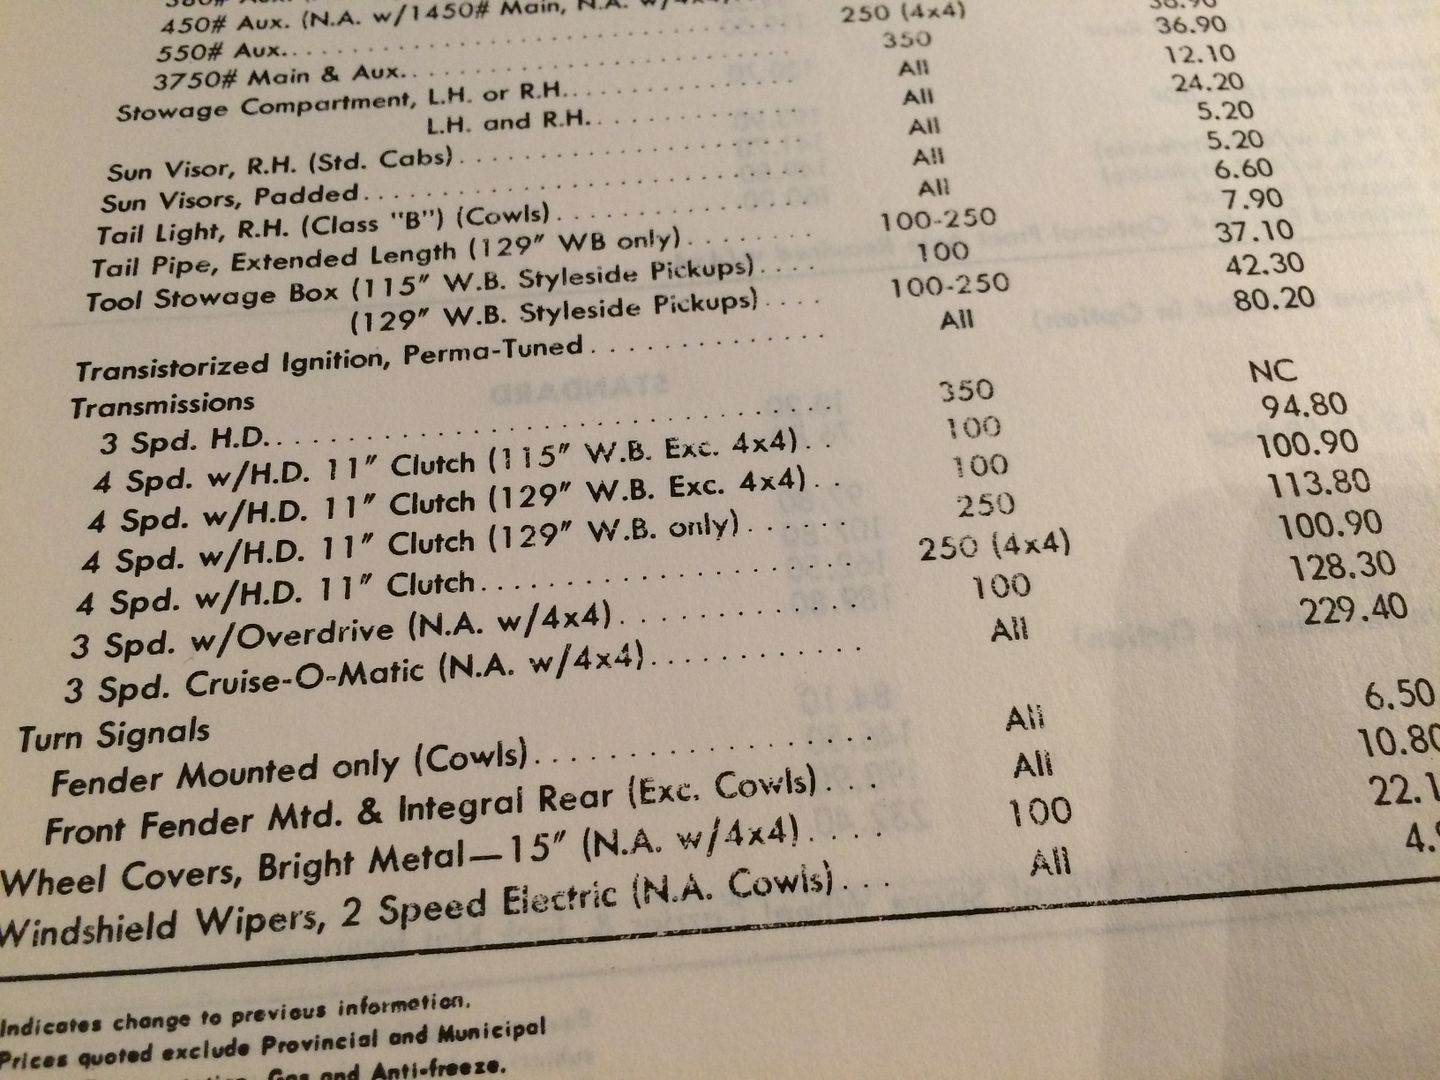 450# Aux. (N.A. w/1450# Main, N.A.
550# Aux. 250 (4x4)
3750# Main & Aux. 350 36.90
Stowage Compartment, L.H. or R.H. All 12.10
L.H. and R.H. All 24.20
Sun Visor, R.H. (Std. Cabs) All 5.20
Sun Visors, Padded All 5.20
Tail Light, R.H. (Class "B") (Cowls) All 6.60
Tail Pipe, Extended Length (129" WB only) 100-250 7.90
Tool Stowage Box (115" W.B. Styleside Pickups) 100 37.10
(129" W.B. Styleside Pickups) 100-250 42.30
Transistorized Ignition, Perma-Tuned All 80.20
Transmissions
3 Spd. H.D. 350 NC
4 Spd. w/H.D. 11" Clutch (115" W.B. Exc. 4x4) 100 94.80
4 Spd. w/H.D. 11" Clutch (129" W.B. Exc. 4x4) 100 100.90
4 Spd. w/H.D. 11" Clutch (129" W.B. only) 250 113.80
4 Spd. w/H.D. 11" Clutch 250 (4x4) 100.90
3 Spd. w/Overdrive (N.A. w/4x4) 100 128.30
3 Spd. Cruise-O-Matic (N.A. w/4x4) All 229.40
Turn Signals
Fender Mounted only (Cowls) All 6.50
Front Fender Mtd. & Integral Rear (Exc. Cowls) All 10.80
Wheel Covers, Bright Metal—15" (N.A. w/4x4) 100 22.1
Windshield Wipers, 2 Speed Electric (N.A. Cowls) All 4.
Indicates change to previous information.
Prices quoted exclude Provincial and Municipal
Gas and Anti-freeze.